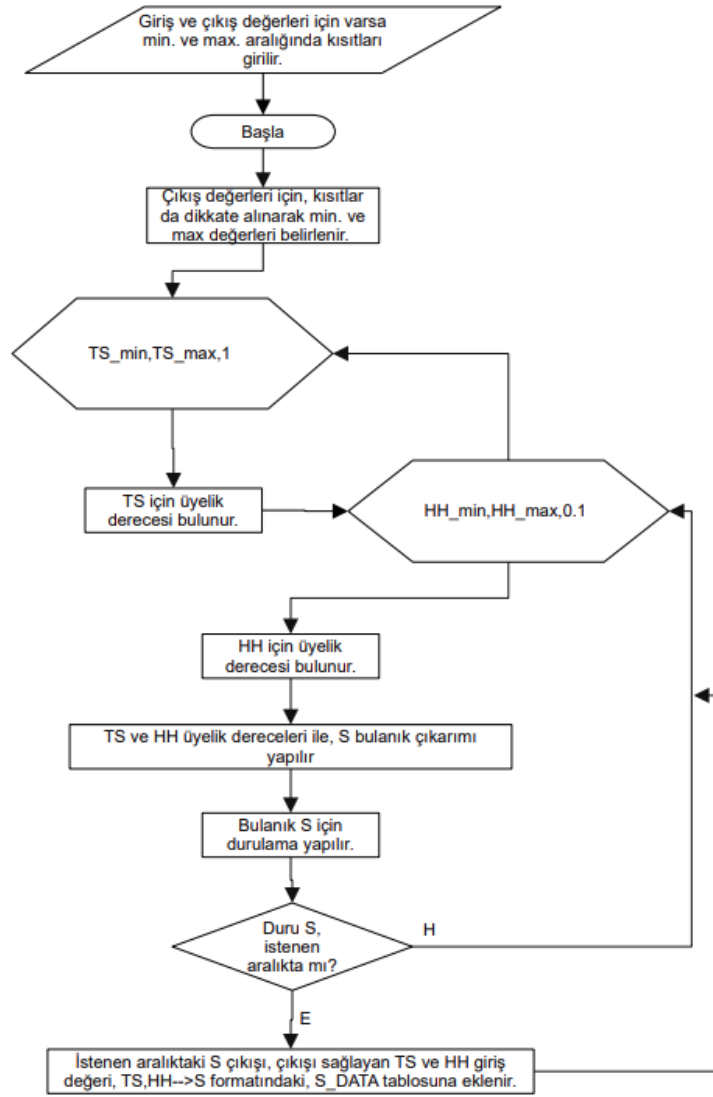 Giriş ve çıkış değerleri için varsa
min. ve max. aralığında kısıtları
girilir.
Başla
Çıkış değerleri için, kısıtlar
da dikkate alınarak min. ve
max değerleri belirlenir.
TS_min,TS_max,1
TS için üyelik
derecesi bulunur.
HH_min,HH_max,0.1
HH için üyelik
derecesi bulunur.
TS ve HH üyelik dereceleri ile, S bulanık çıkarımı
yapılır
Bulanık S için
durulama yapılır.
Duru S,
istenen
aralıkta mı?
H
E
İstenen aralıktaki S çıkışı, çıkışı sağlayan TS ve HH giriş
değeri, TS,HH-->S formatındaki, S_DATA tablosuna eklenir.